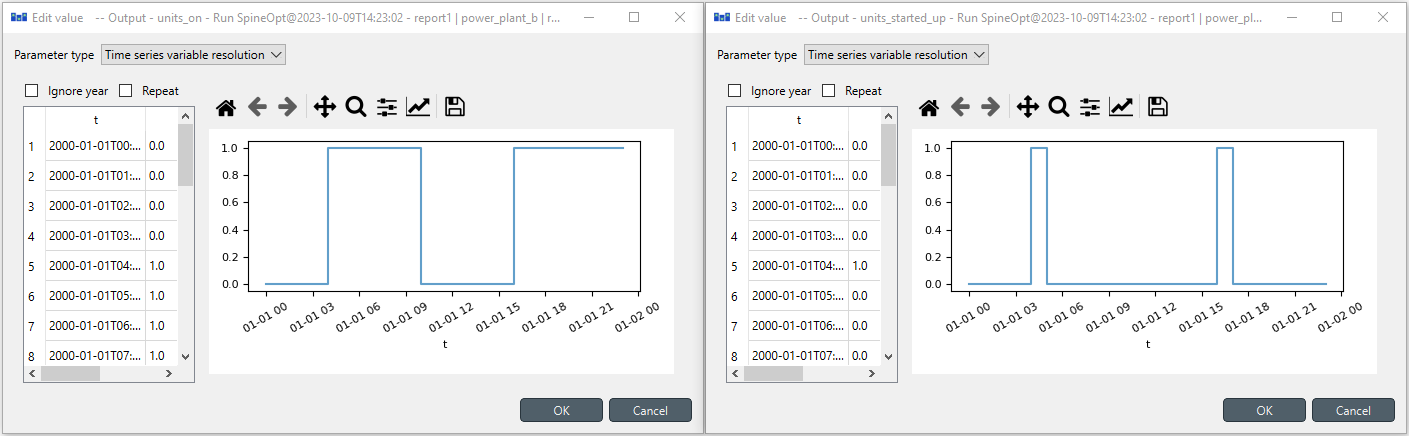 Edit value -- Output - units_on - Run SpineOpt@2023-10-09T14:23:02 - report1 | power_plant_b | r...
Parameter type Time series variable resolution
Ignore year Repeat
t
1 2000-01-01T00:... 0.0
2 2000-01-01T01:... 0.0
3 2000-01-01T02:... 0.0
4 2000-01-01T03:... 0.0
5 2000-01-01T04:... 1.0
6 2000-01-01T05:... 1.0
7 2000-01-01T06:... 1.0
8 2000-01-01T07:... 1.0
1.0
0.8
0.6
0.4
0.2
0.0
01-01 00 01-01 03 01-01 06 01-01 09 01-01 12 01-01 15 01-01 18 01-01 21 01-02 00
t
OK Cancel
Edit value -- Output - units_started_up - Run SpineOpt@2023-10-09T14:23:02 - report1 | power_pl...
Parameter type Time series variable resolution
Ignore year Repeat
t
1 2000-01-01T00:... 0.0
2 2000-01-01T01:... 0.0
3 2000-01-01T02:... 0.0
4 2000-01-01T03:... 0.0
5 2000-01-01T04:... 1.0
6 2000-01-01T05:... 0.0
7 2000-01-01T06:... 0.0
8 2000-01-01T07:... 0.0
1.0
0.8
0.6
0.4
0.2
0.0
01-01 00 01-01 03 01-01 06 01-01 09 01-01 12 01-01 15 01-01 18 01-01 21 01-02 00
t
OK Cancel